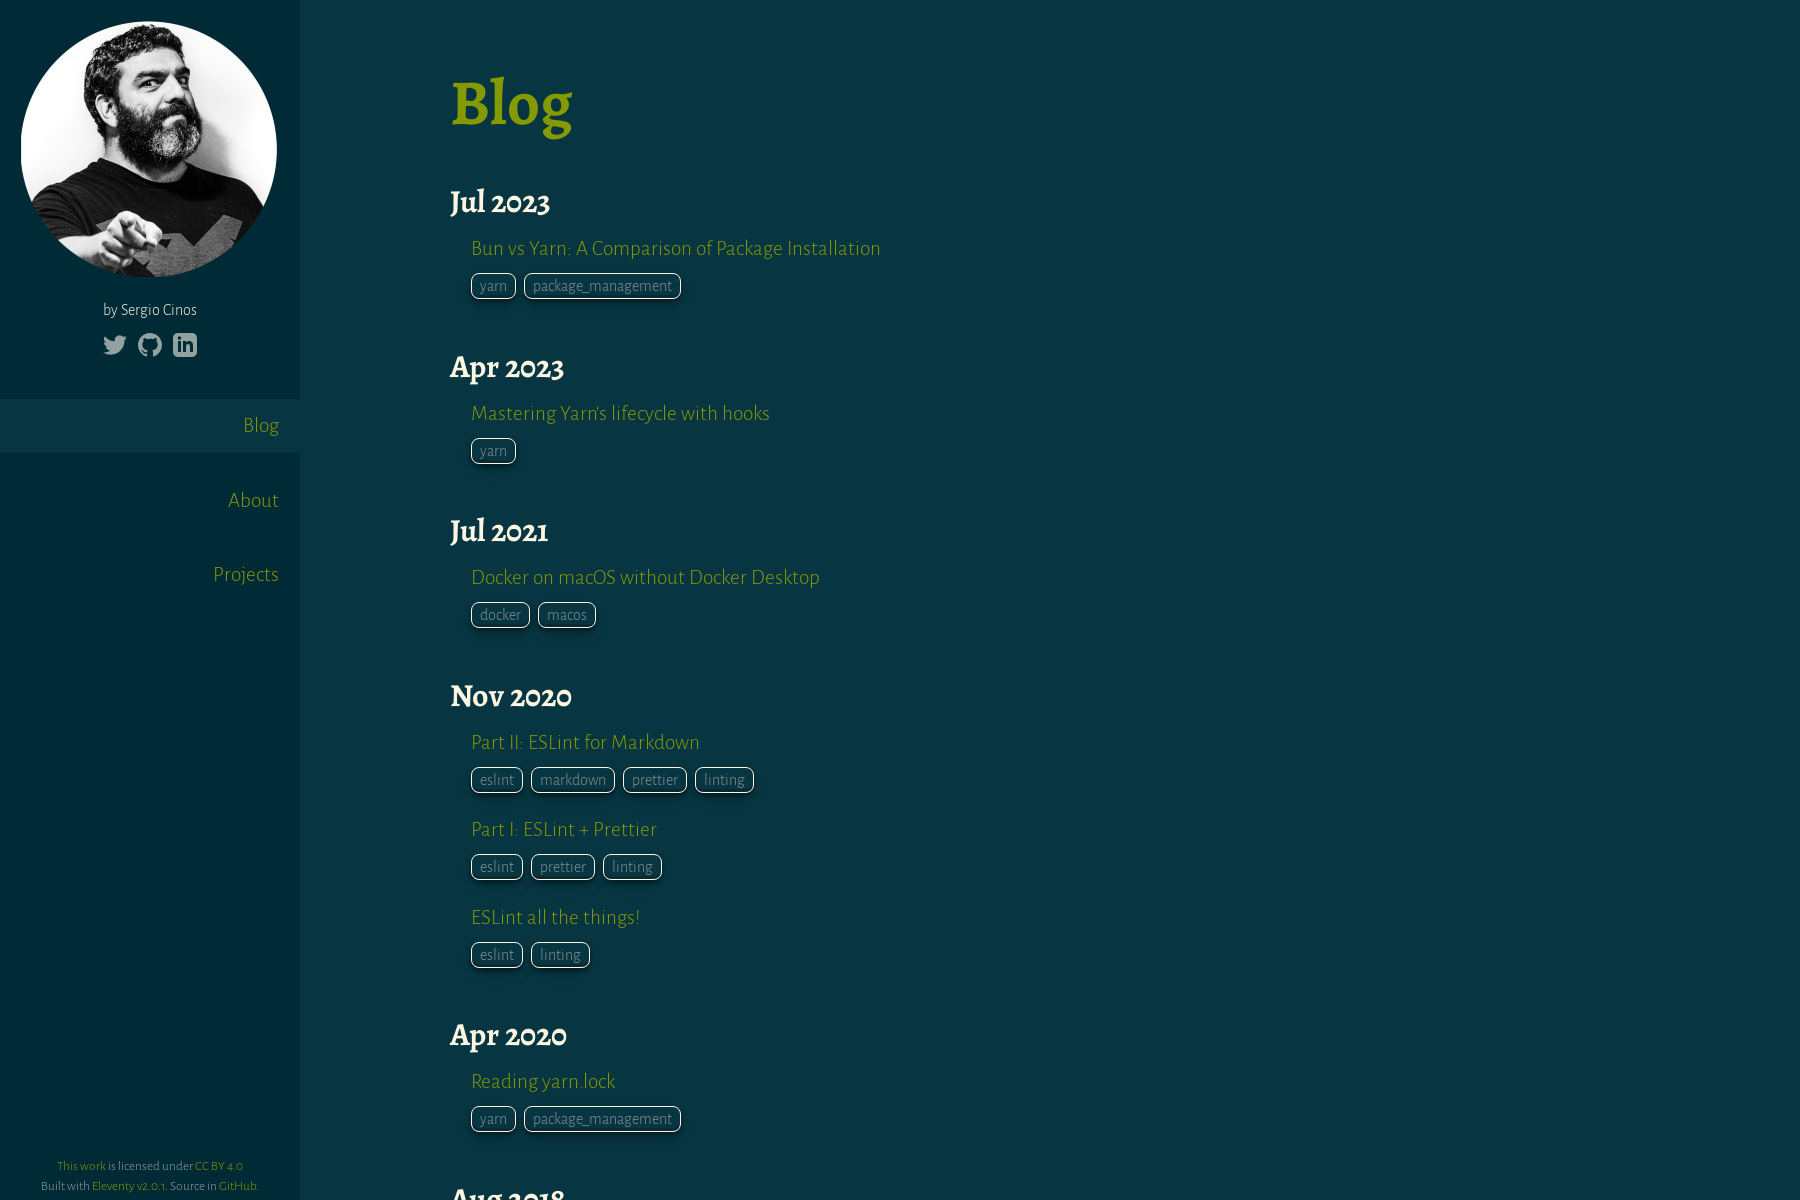 by Sergio Cinos
Blog
About
Projects
This work is licensed under CC BY 4.0
Built with Eleventy v2.0.1. Source in GitHub.
Blog
Jul 2023
Bun vs Yarn: A Comparison of Package Installation
yarn package_management
Apr 2023
Mastering Yarn's lifecycle with hooks
yarn
Jul 2021
Docker on macOS without Docker Desktop
docker macos
Nov 2020
Part II: ESLint for Markdown
eslint markdown prettier linting
Part I: ESLint + Prettier
eslint prettier linting
ESLint all the things!
eslint linting
Apr 2020
Reading yarn.lock
yarn package_management
Aug 2018